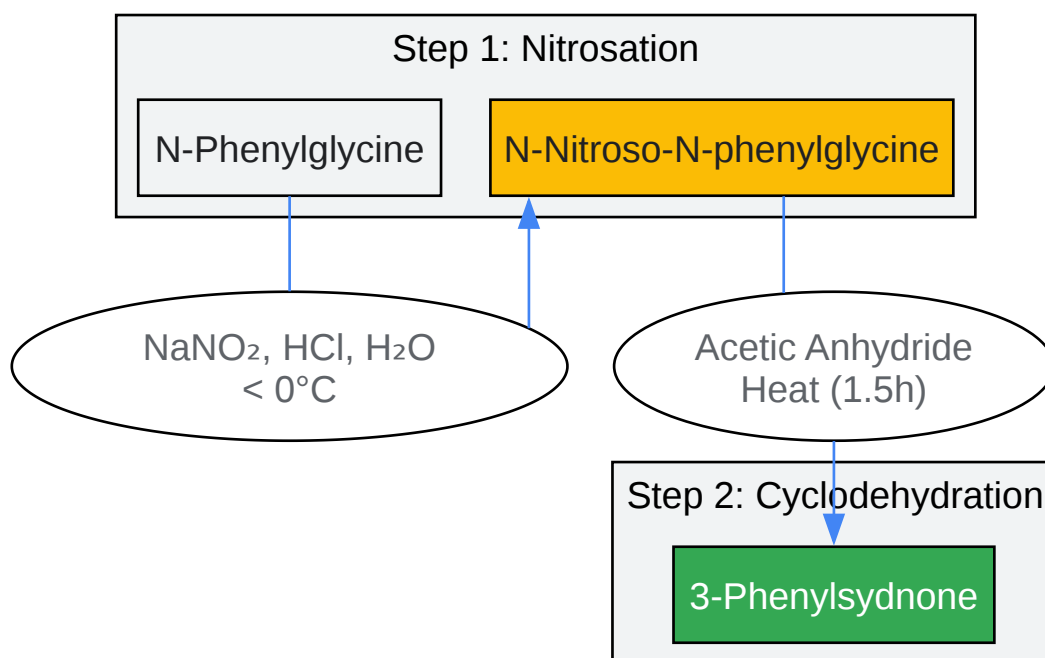 Step 1: Nitrosation
N-Phenylglycine
N-Nitroso-N-phenylglycine
NaNO₂, HCl, H₂O
< 0°C
Acetic Anhydride
Heat (1.5h)
Step 2: Cyclodehydration
3-Phenylsydnone